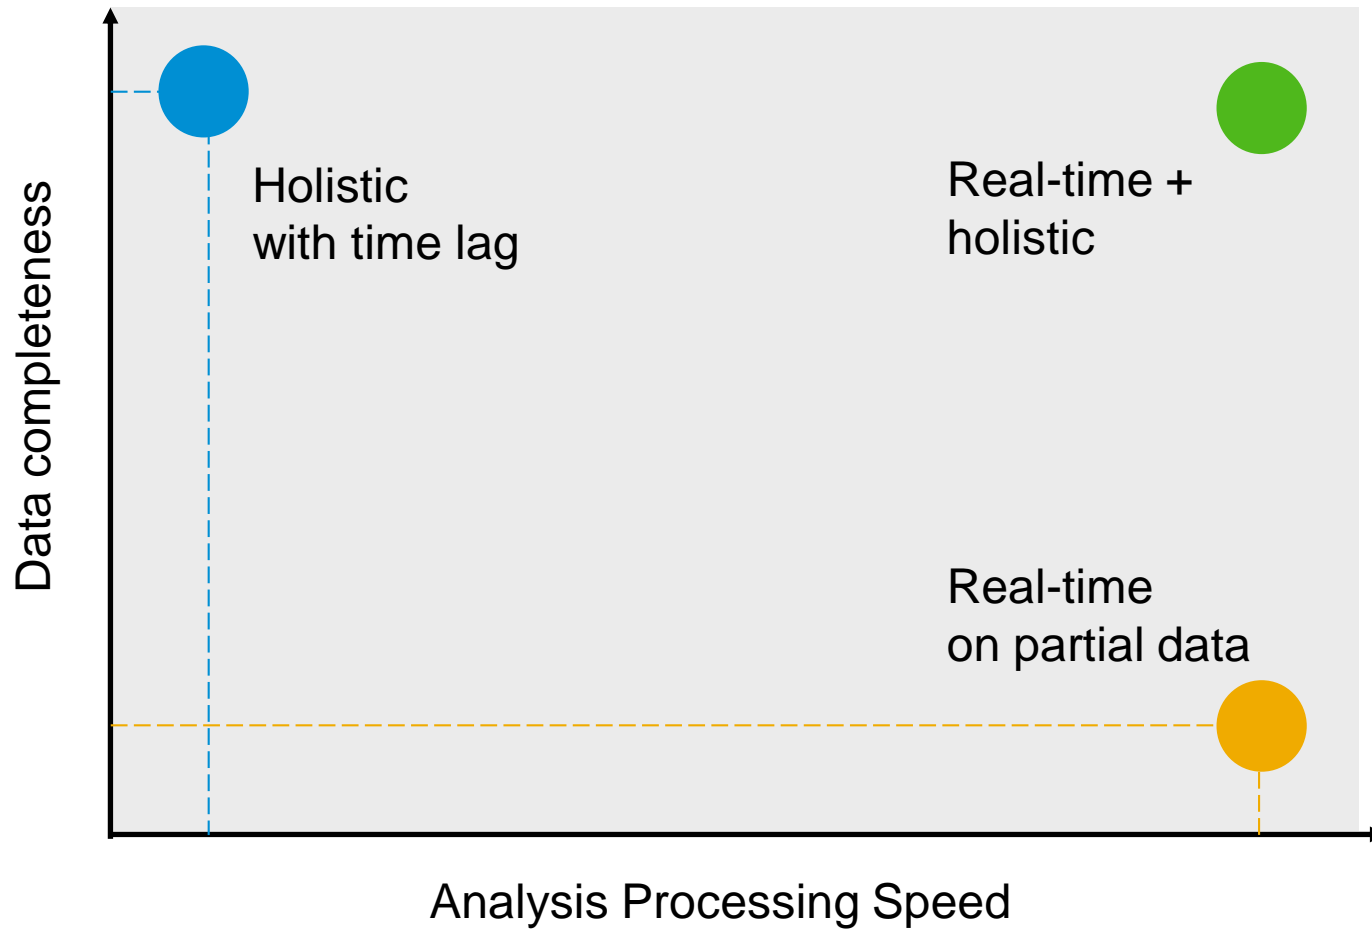 Data completeness
Holistic
with time lag
Real-time +
holistic
Real-time
on partial data
Analysis Processing Speed